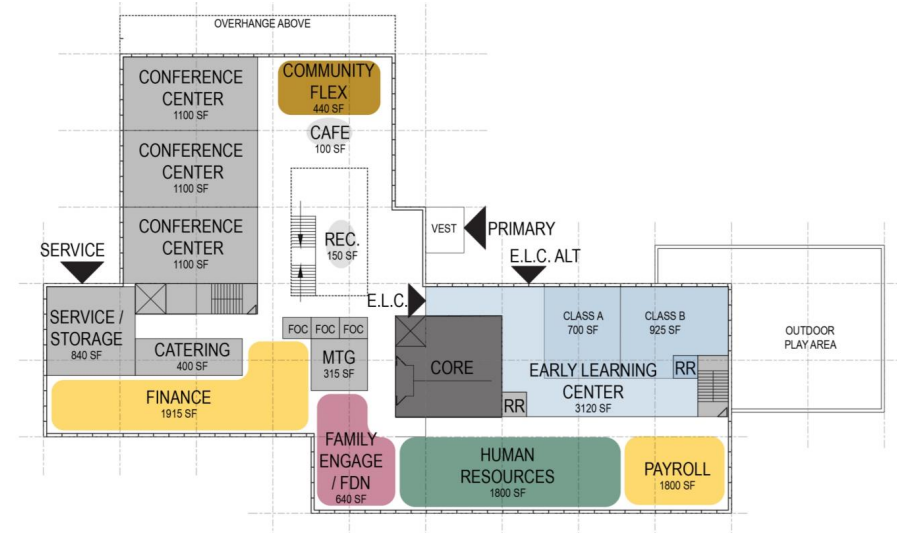 OVERHANGE ABOVE
CONFERENCE
CENTER
1100 SF
COMMUNITY
FLEX
440 SF
CAFE
100 SF
CONFERENCE
CENTER
1100 SF
CONFERENCE
CENTER
1100 SF
REC.
150 SF
VEST
PRIMARY
SERVICE
E.L.C. ALT
E.L.C.
SERVICE /
STORAGE
840 SF
CATERING
400 SF
FOC
FOC
FOC
MTG
315 SF
CORE
CLASS A
700 SF
CLASS B
925 SF
OUTDOOR
PLAY AREA
EARLY LEARNING
CENTER
3120 SF
RR
RR
FINANCE
1915 SF
FAMILY
ENGAGE
/ FDN
640 SF
HUMAN
RESOURCES
1800 SF
PAYROLL
1800 SF